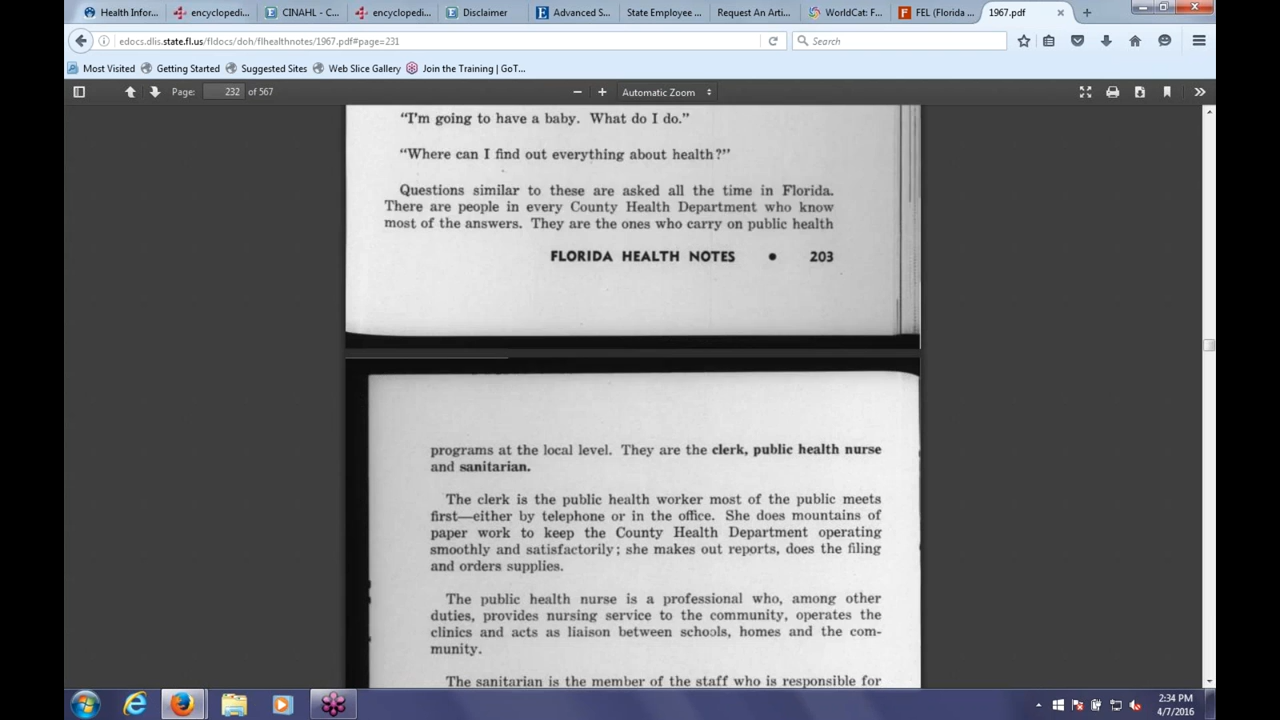 Health Infor...
encyclopedi...
CINAHL - C...
encyclopedi...
Disclaimer
Advanced S...
State Employee ...
Request An Arti...
WorldCat: F...
FEL (Florida ...
1967.pdf
edocs.dlis.state.fl.us/fldocs/doh/flhealthnotes/1967.pdf#page=231
Search
Most Visited
Getting Started
Suggested Sites
Web Slice Gallery
Join the Training | GoT...
Page: 232 of 567
Automatic Zoom
"I'm going to have a baby. What do I do."
"Where can I find out everything about health?"
Questions similar to these are asked all the time in Florida.
There are people in every County Health Department who know
most of the answers. They are the ones who carry on public health
FLORIDA HEALTH NOTES • 203
programs at the local level. They are the clerk, public health nurse
and sanitarian.
The clerk is the public health worker most of the public meets
first—either by telephone or in the office. She does mountains of
paper work to keep the County Health Department operating
smoothly and satisfactorily; she makes out reports, does the filing
and orders supplies.
The public health nurse is a professional who, among other
duties, provides nursing service to the community, operates the
clinics and acts as liaison between schools, homes and the com-
munity.
The sanitarian is the member of the staff who is responsible for
2:34 PM
4/7/2016